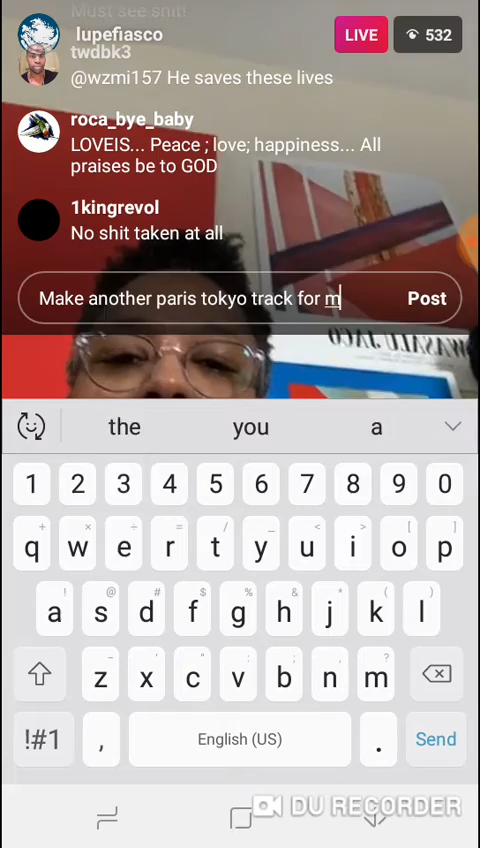 Must see shit!
lupefiasco
LIVE
532
twdbk3
@wzmi157 He saves these lives
roca_bye_baby
LOVEIS... Peace ; love; happiness... All
praises be to GOD
1kingrevol
No shit taken at all
Make another paris tokyo track for m
Post
WASALU JACO
the you a
1 2 3 4 5 6 7 8 9 0
+ × ÷ = / _ < > [ ]
q w e r t y u i o p
! @ # $ % ^ & * ( )
a s d f g h j k l
- ' " : ; , ?
z x c v b n m
!#1 , English (US) . Send
DU RECORDER